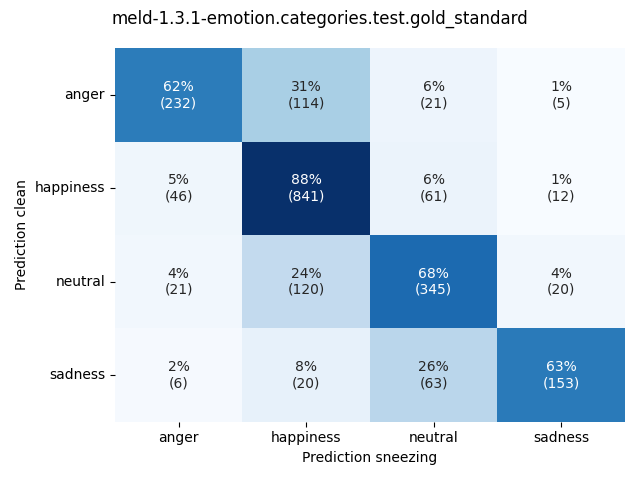 meld-1.3.1-emotion.categories.test.gold_standard
Prediction clean
anger
62% 31% 6% 1%
(232) (114) (21) (5)
happiness
5% 88% 6% 1%
(46) (841) (61) (12)
neutral
4% 24% 68% 4%
(21) (120) (345) (20)
sadness
2% 8% 26% 63%
(6) (20) (63) (153)
anger happiness neutral sadness
Prediction sneezing